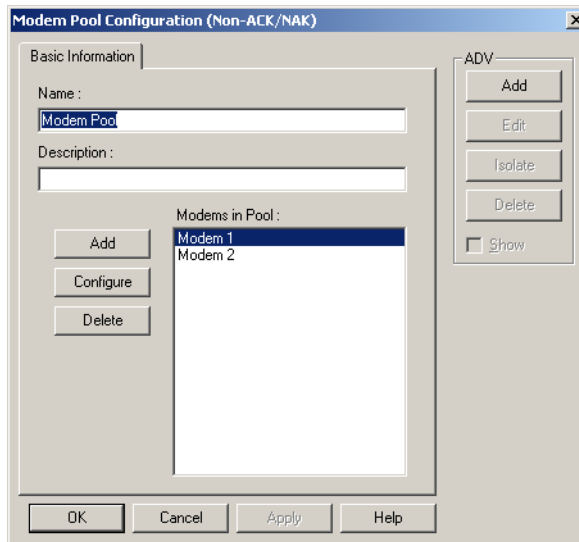 Modem Pool Configuration (Non-ACK/NAK)
Basic Information
Name :
Modem Pool
Description :
Modems in Pool :
Modem 1
Modem 2
Add
Configure
Delete
ADV
Add
Edit
Isolate
Delete
Show
OK
Cancel
Apply
Help